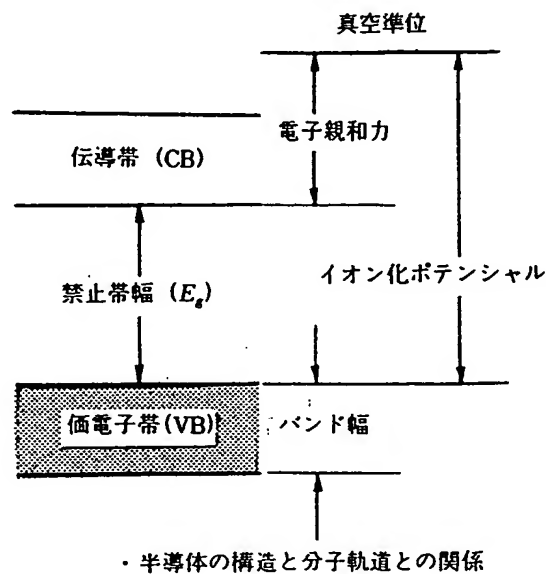 真空準位
電子親和力
伝導帯 (CB)
イオン化ポテンシャル
禁止帯幅 (Eg)
価電子帯(VB)
バンド幅
・半導体の構造と分子軌道との関係